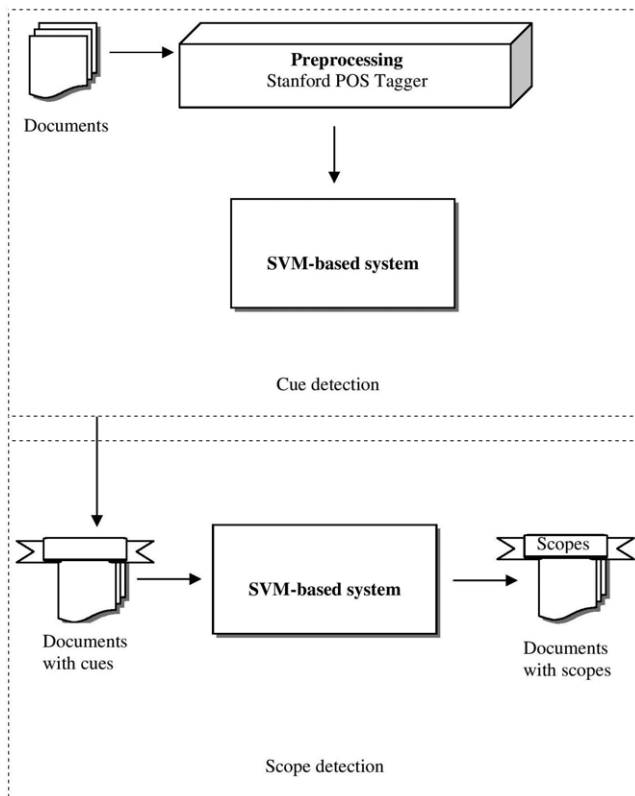 Preprocessing
Stanford POS Tagger
Documents
SVM-based system
Cue detection
Scopes
SVM-based system
Documents
with cues
Documents
with scopes
Scope detection